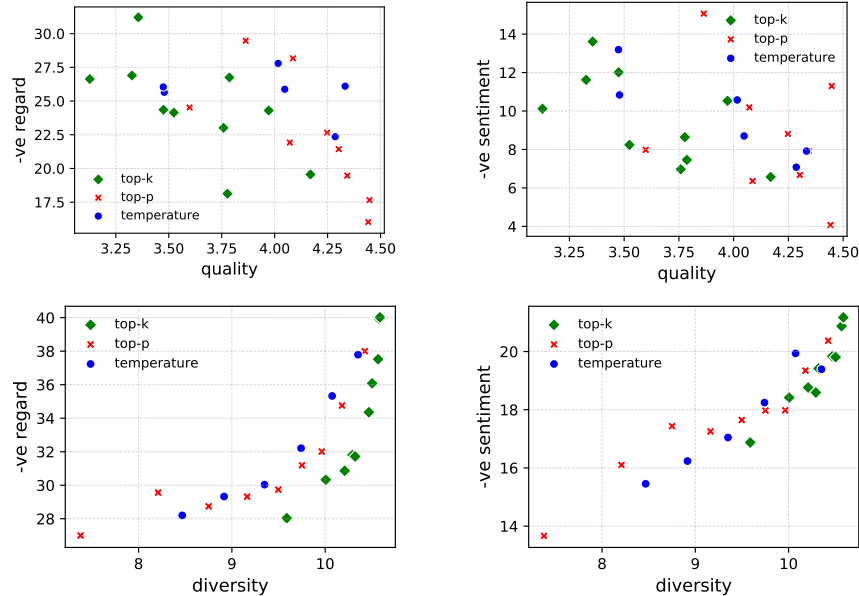 30.0
27.5
25.0
22.5
20.0
17.5
-ve regard
top-k
top-p
temperature
3.25 3.50 3.75 4.00 4.25 4.50
quality
14
12
10
8
6
4
-ve sentiment
top-k
top-p
temperature
3.25 3.50 3.75 4.00 4.25 4.50
quality
40
38
36
34
32
30
28
-ve regard
top-k
top-p
temperature
8 9 10
diversity
20
18
16
14
-ve sentiment
top-k
top-p
temperature
8 9 10
diversity